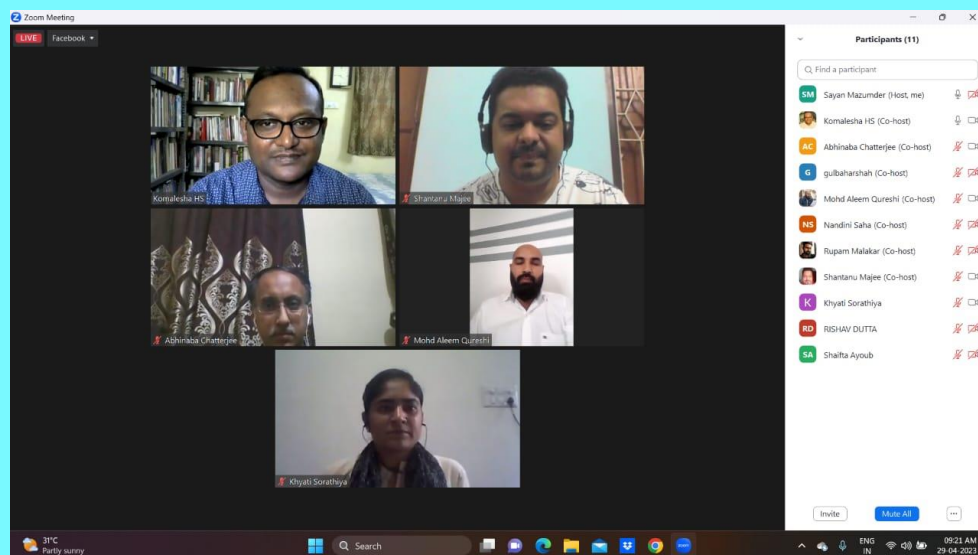 Zoom Meeting
LIVE
Facebook
Komalesha HS
Shantanu Majee
Abhinaba Chatterjee
Mohd Aleem Qureshi
Khyati Sorathiya
Participants (11)
Find a participant
SM Sayan Mazumder (Host, me)
Komalesha HS (Co-host)
AC Abhinaba Chatterjee (Co-host)
G gulbaharshah (Co-host)
Mohd Aleem Qureshi (Co-host)
NS Nandini Saha (Co-host)
Rupam Malakar (Co-host)
Shantanu Majee (Co-host)
K Khyati Sorathiya
RD RISHAV DUTTA
SA Shaifta Ayoub
Invite
Mute All
31°C
Partly sunny
Search
ENG
IN
09:21 AM
29-04-2023